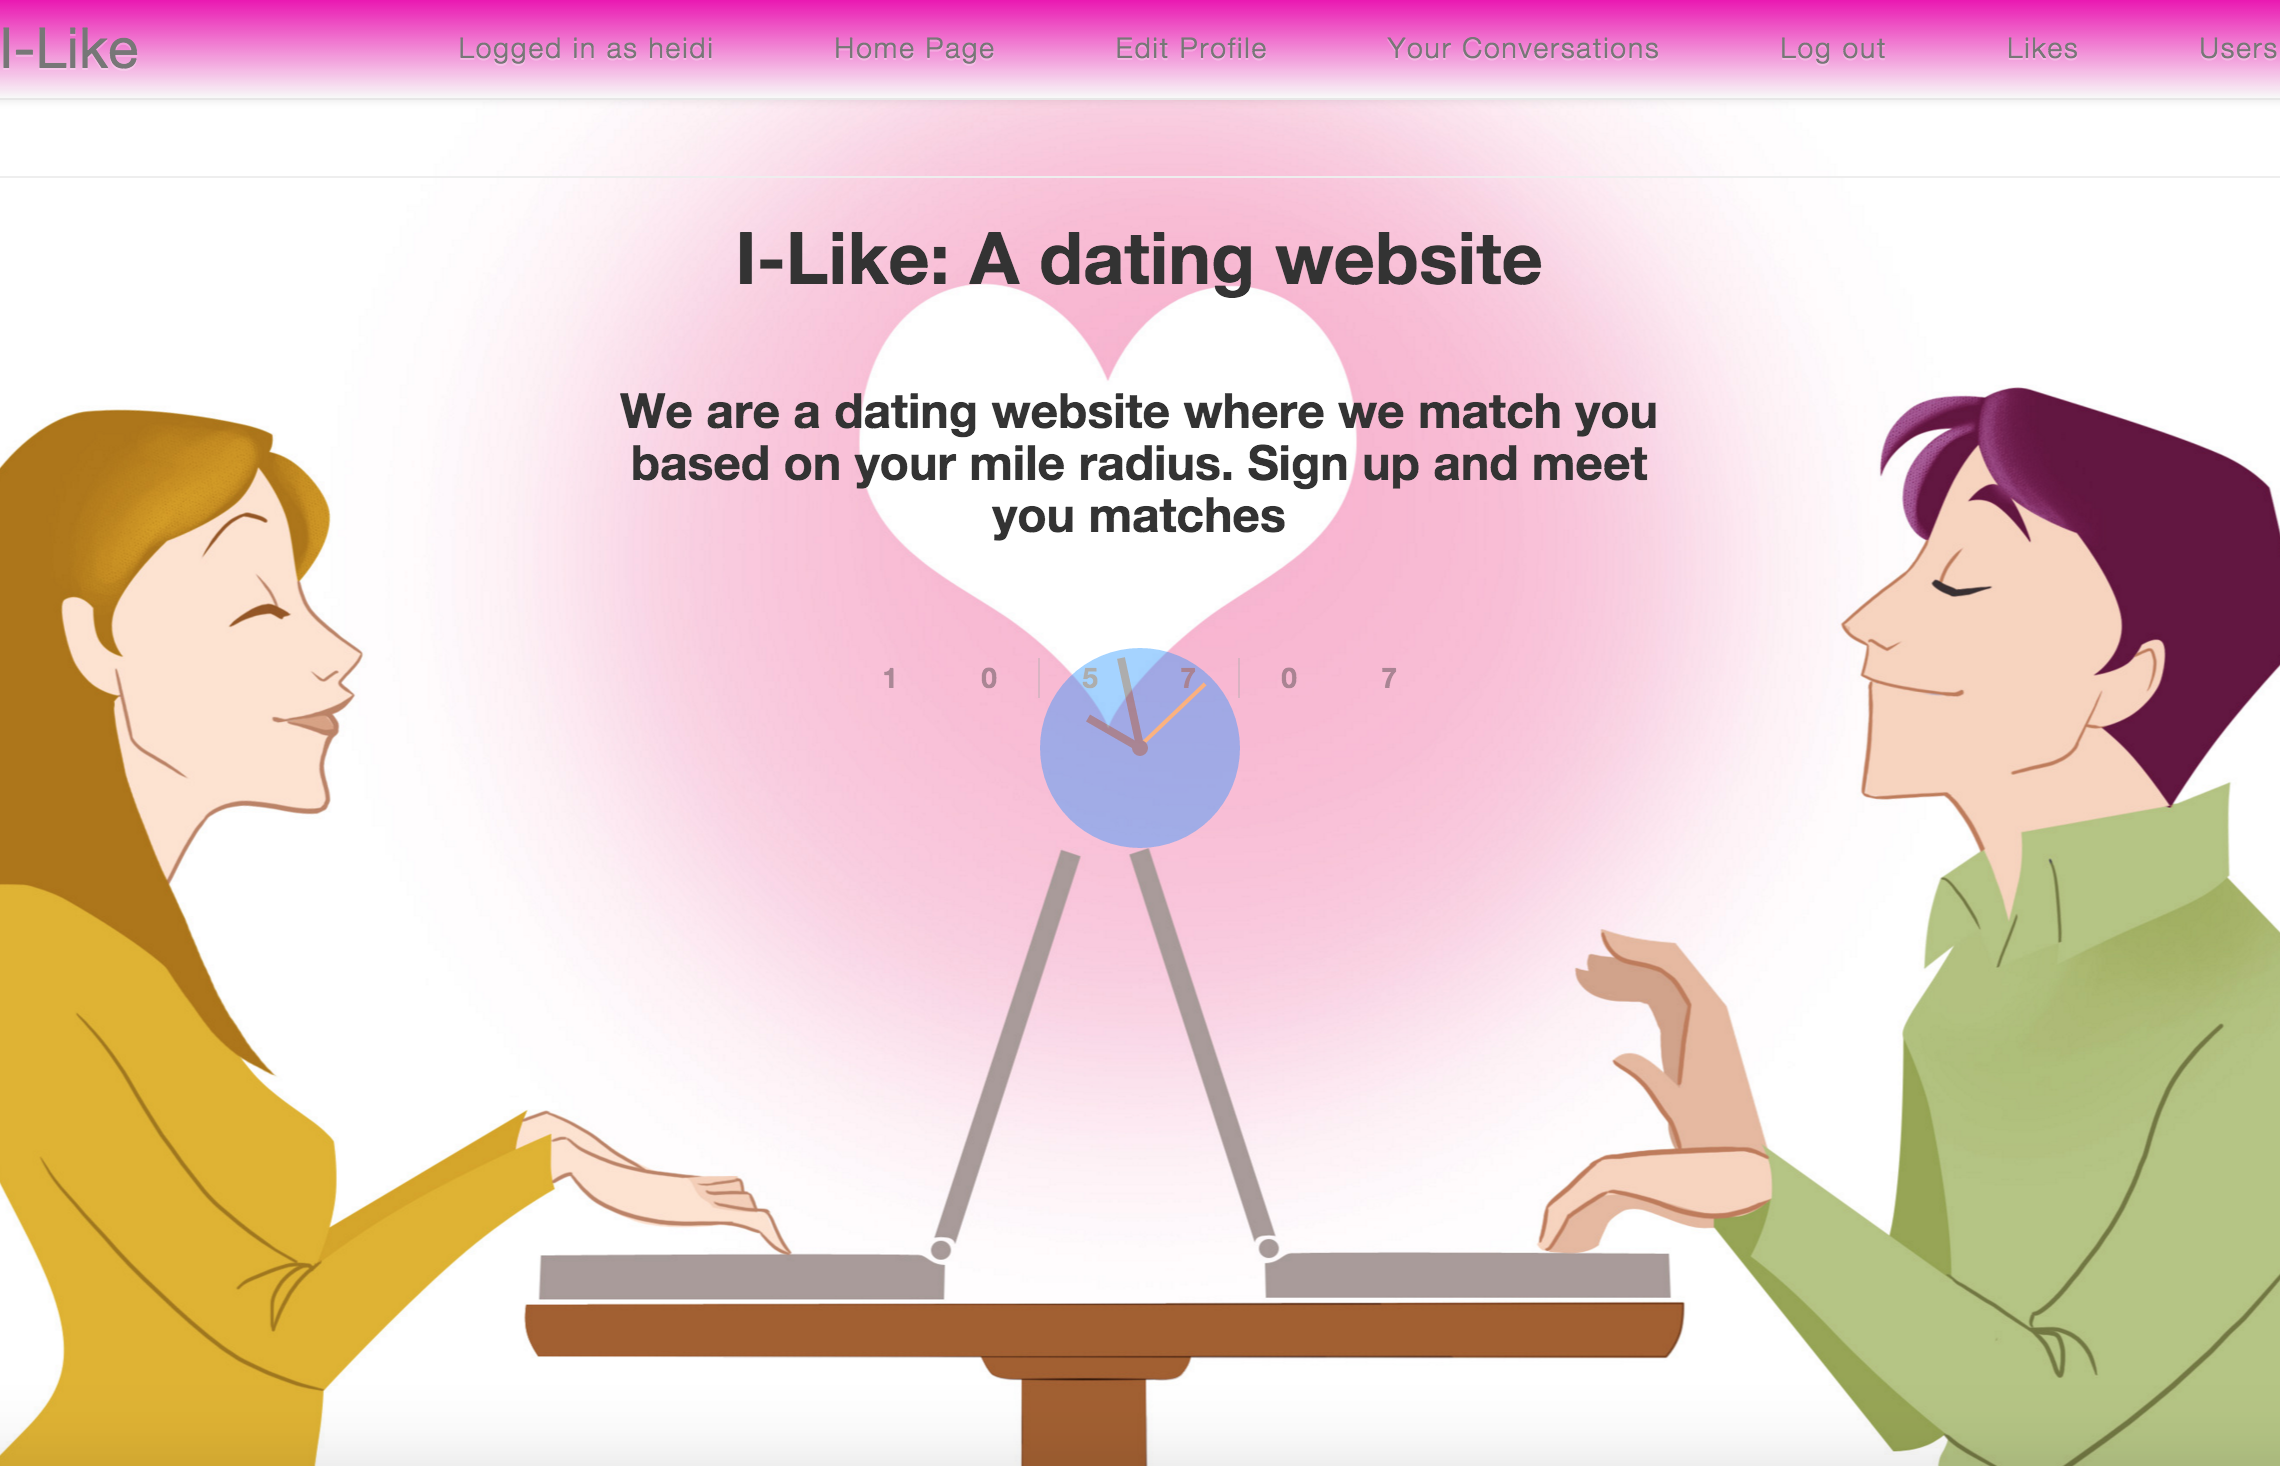 I-Like Logged in as heidi Home Page Edit Profile Your Conversations Log out Likes Users
I-Like: A dating website
We are a dating website where we match you
based on your mile radius. Sign up and meet
you matches
1 0 5 7 0 7